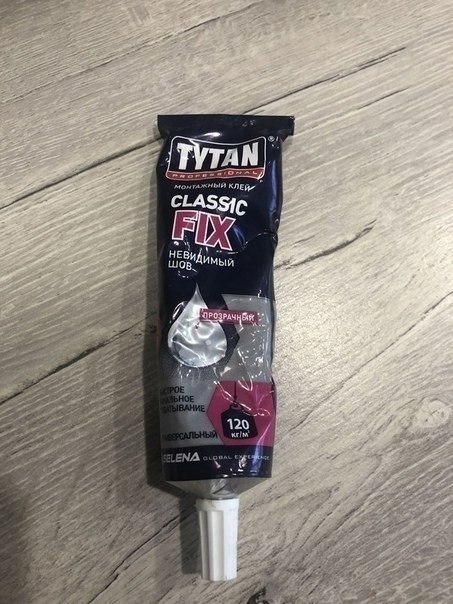 TYTAN®
PROFESSIONAL
МОНТАЖНЫЙ КЛЕЙ
CLASSIC
FIX
НЕВИДИМЫЙ
ШОВ
ПРОЗРАЧНЫЙ
120
КГ/М²
SELENA GLOBAL EXPERIENCE